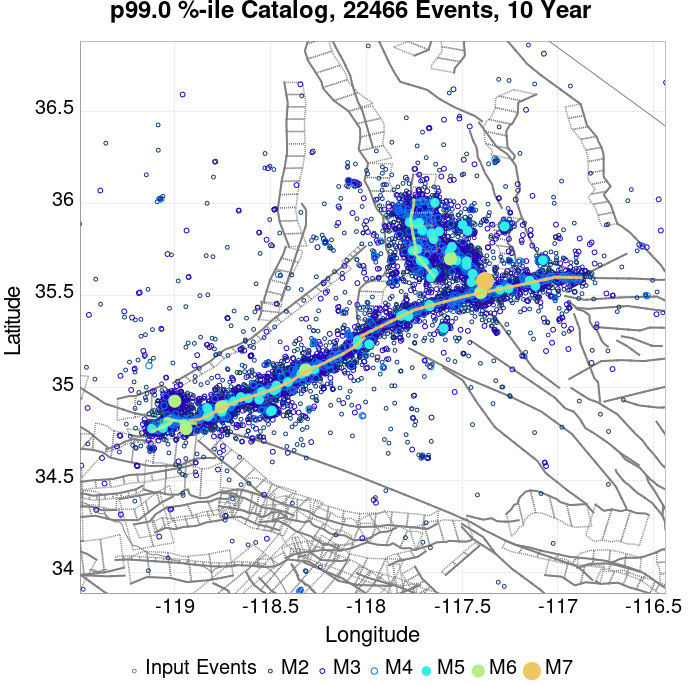 p99.0 %-ile Catalog, 22466 Events, 10 Year
36.5
36
35.5
35
34.5
34
Latitude
-119 -118.5 -118 -117.5 -117 -116.5
Longitude
Input Events M2 M3 M4 M5 M6 M7